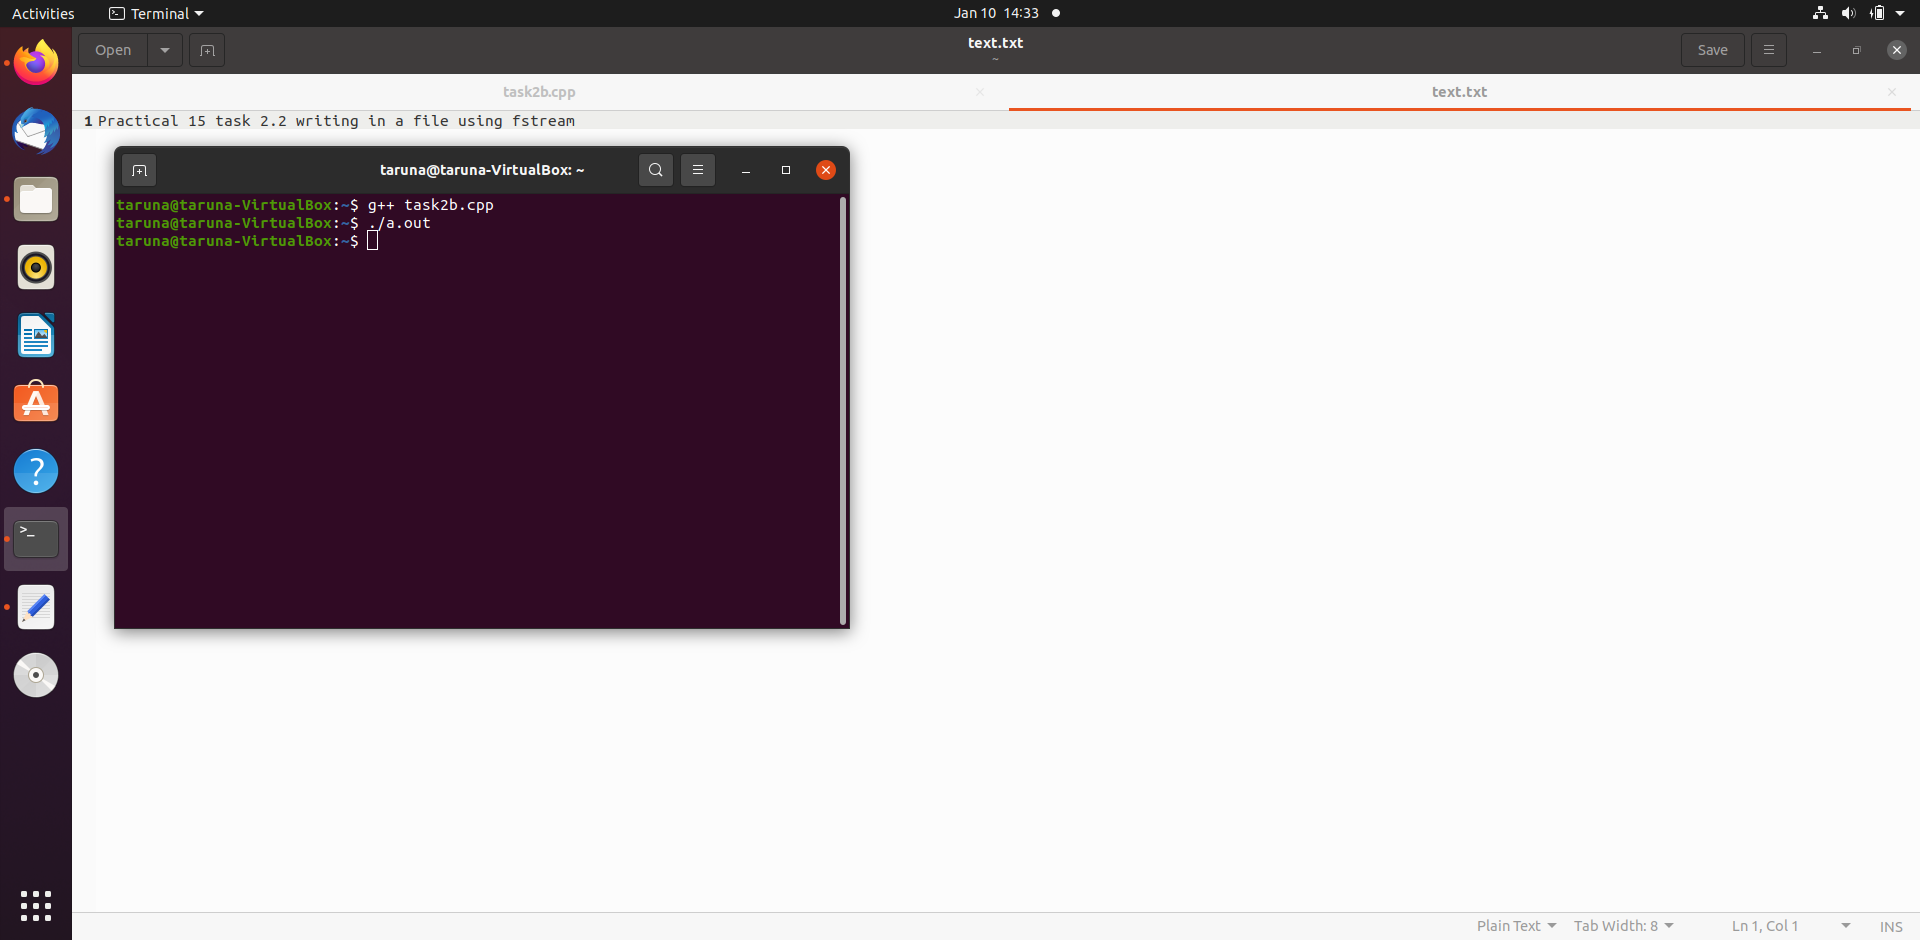 Activities
Terminal
Jan 10 14:33
Open
text.txt
~
Save
task2b.cpp
text.txt
1 Practical 15 task 2.2 writing in a file using fstream
taruna@taruna-VirtualBox: ~
taruna@taruna-VirtualBox:~$ g++ task2b.cpp
taruna@taruna-VirtualBox:~$ ./a.out
taruna@taruna-VirtualBox:~$
Plain Text
Tab Width: 8
Ln 1, Col 1
INS